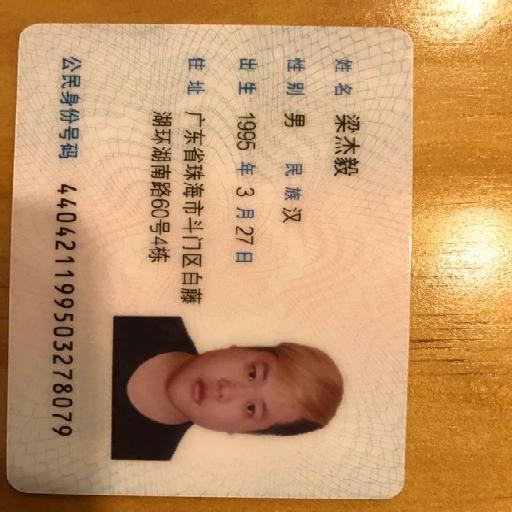 姓名 梁杰毅
性别 男 民族 汉
出生 1995 年 3 月 27 日
住址 广东省珠海市斗门区白藤
湖环湖南路60号4栋
公民身份号码 440421199503278079